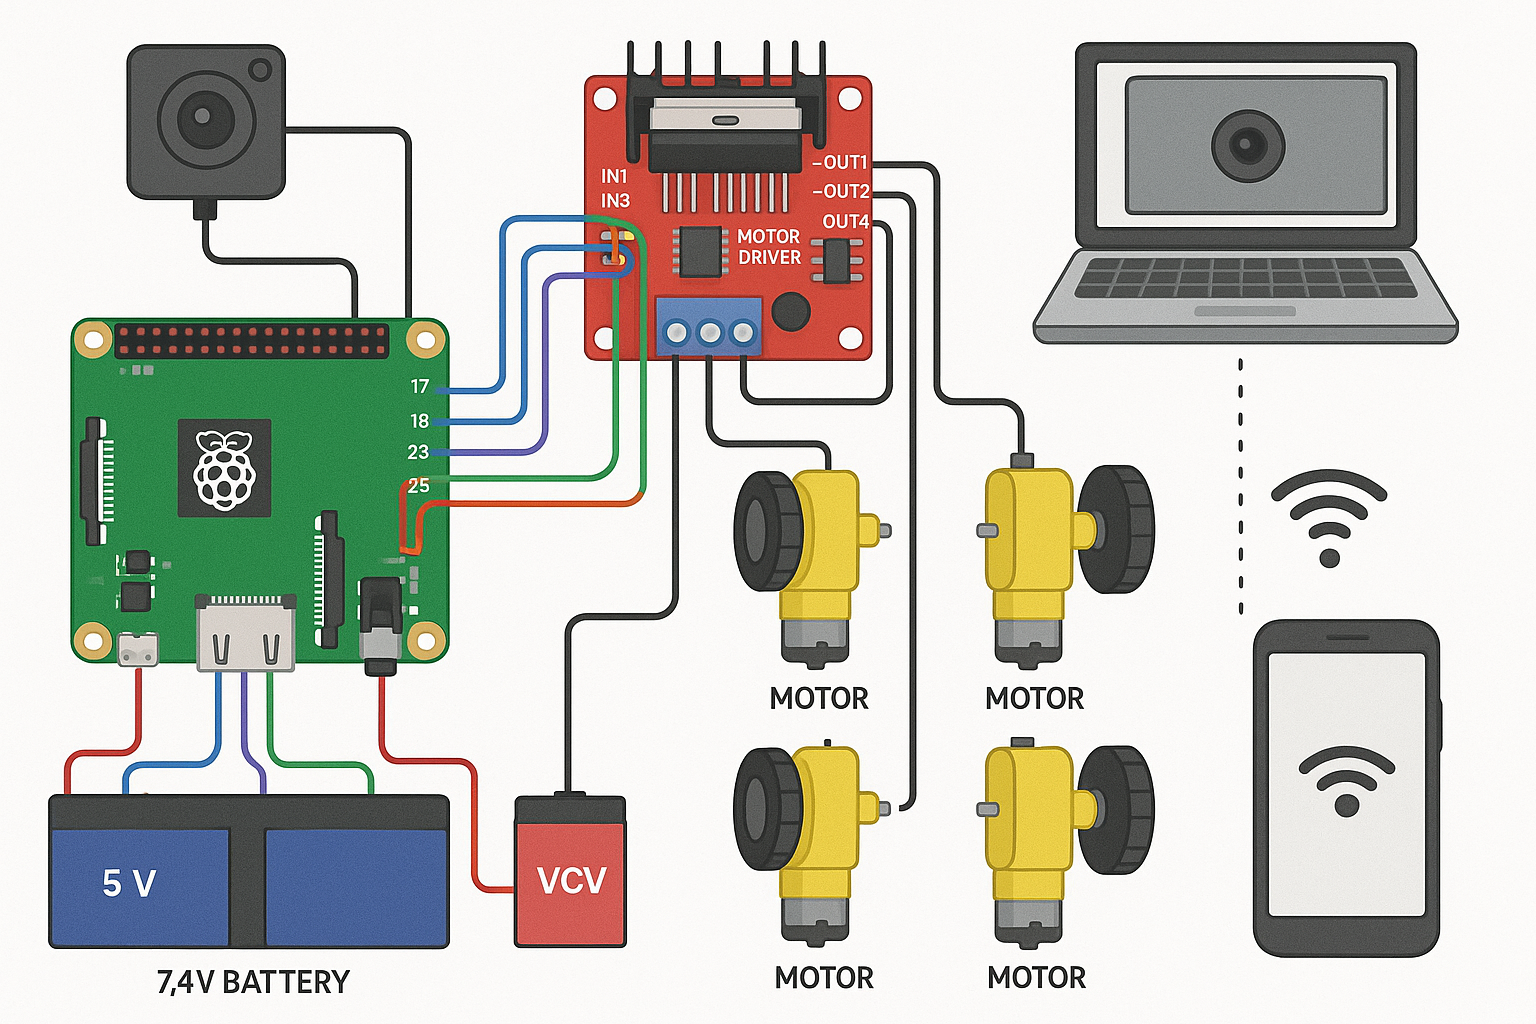 IN1
IN3
–OUT1
–OUT2
OUT4
MOTOR
DRIVER
17
18
23
25
MOTOR
MOTOR
5 V
VCV
7,4V BATTERY
MOTOR
MOTOR